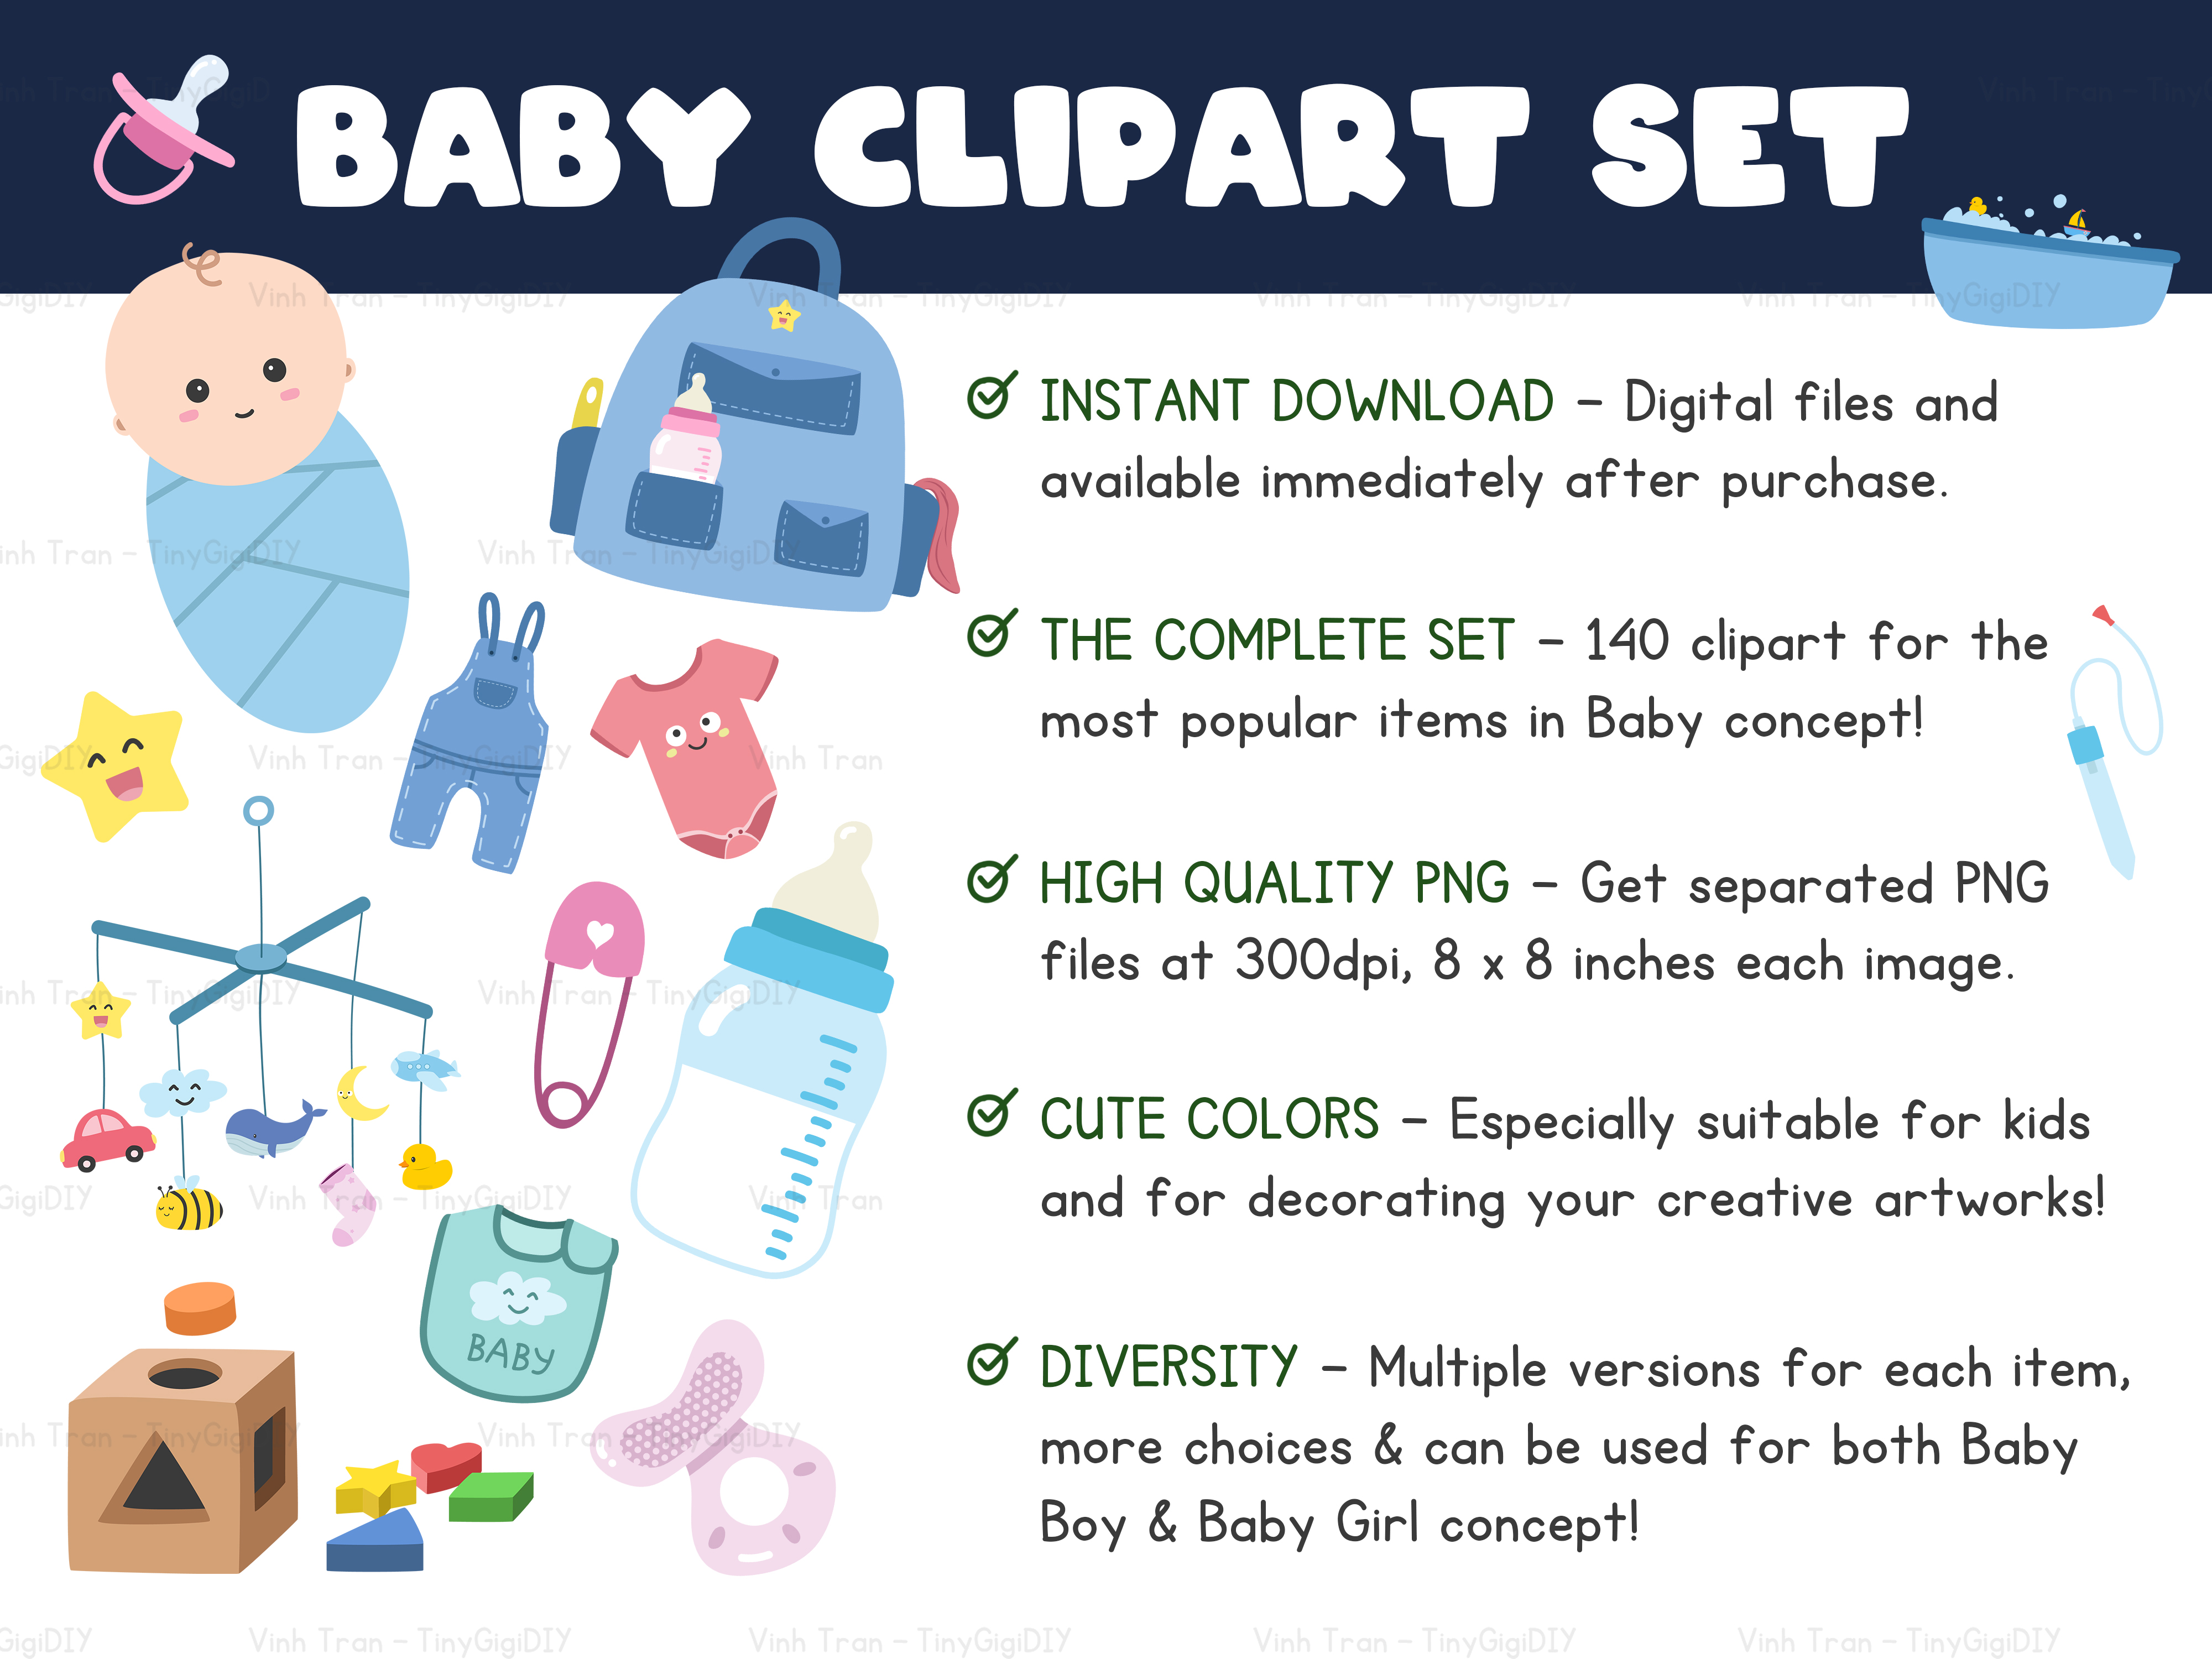 BABY CLIPART SET
INSTANT DOWNLOAD – Digital files and
available immediately after purchase.
THE COMPLETE SET – 140 clipart for the
most popular items in Baby concept!
HIGH QUALITY PNG – Get separated PNG
files at 300dpi, 8 x 8 inches each image.
CUTE COLORS – Especially suitable for kids
and for decorating your creative artworks!
DIVERSITY – Multiple versions for each item,
more choices & can be used for both Baby
Boy & Baby Girl concept!
BABY
Vinh Tran – TinyGigiDIY